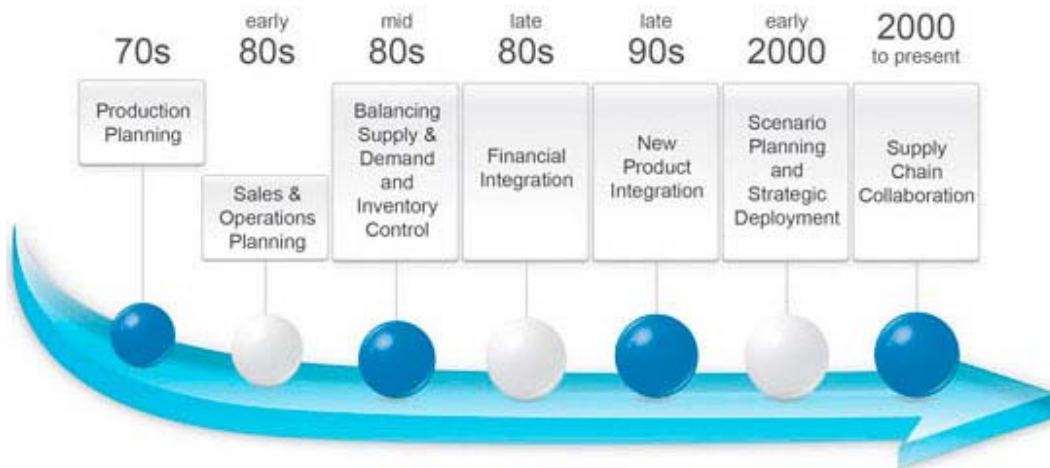 70s
Production
Planning
early
80s
Sales &
Operations
Planning
mid
80s
Balancing
Supply &
Demand
and
Inventory
Control
late
80s
Financial
Integration
late
90s
New
Product
Integration
early
2000
Scenario
Planning
and
Strategic
Deployment
2000
to present
Supply
Chain
Collaboration